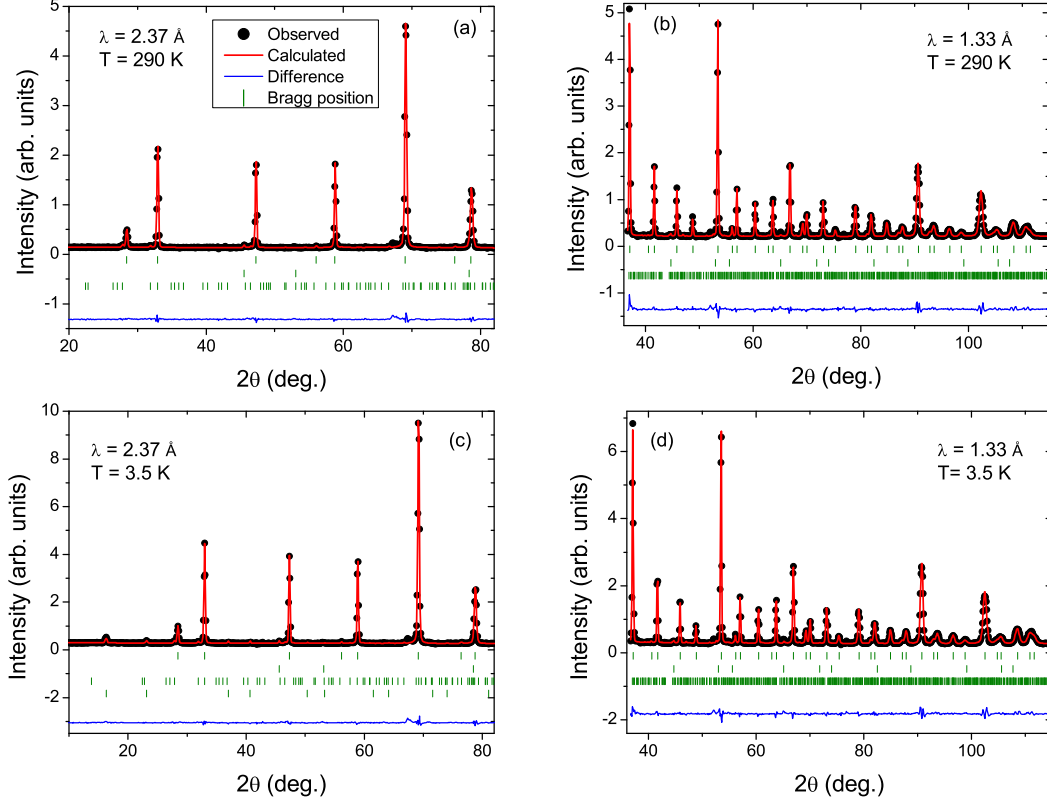 (a)
λ = 2.37 Å
T = 290 K
Observed
Calculated
Difference
Bragg position
5
4
3
2
1
0
-1
Intensity (arb. units)
20 40 60 80
2θ (deg.)
(b)
λ = 1.33 Å
T = 290 K
5
4
3
2
1
0
-1
Intensity (arb. units)
40 60 80 100
2θ (deg.)
(c)
λ = 2.37 Å
T = 3.5 K
10
8
6
4
2
0
-2
Intensity (arb. units)
20 40 60 80
2θ (deg.)
(d)
λ = 1.33 Å
T= 3.5 K
6
4
2
0
-2
Intensity (arb. units)
40 60 80 100
2θ (deg.)